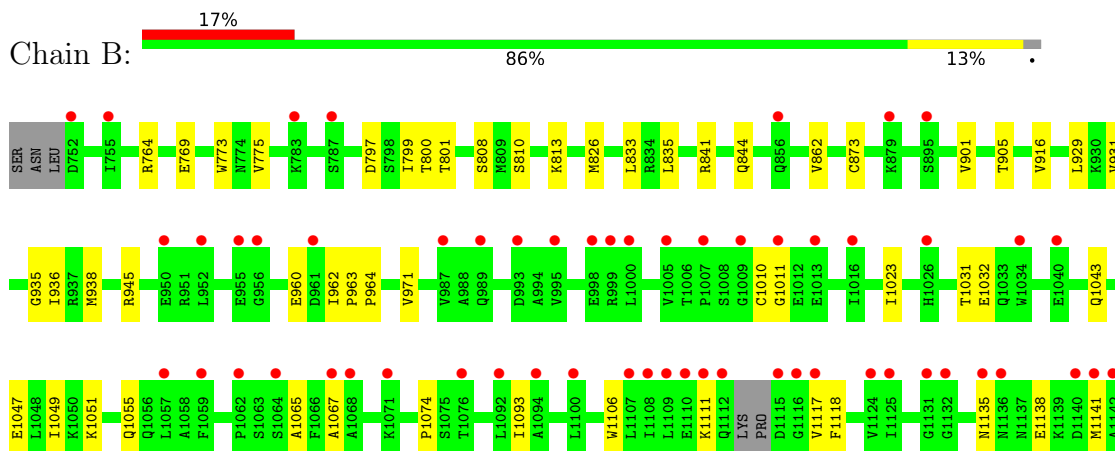 17%
Chain B:
86% 13% •
SER ASN LEU D752 I755 R764 E769 W773 N774 V775 K783 S787 D797 S798 I799 T800 T801 S808 M809 S810 K813 M826 L833 R834 L835 R841 Q844 Q856 V862 C873 K879 S895 V901 T905 V916 L929 K930 V931
G935 I936 R937 M938 R945 E950 R951 L952 E955 G956 E960 D961 I962 P963 P964 V971 V987 A988 Q989 D993 A994 V995 E998 R999 L1000 V1005 T1006 P1007 S1008 G1009 C1010 G1011 E1012 E1013 I1016 I1023 H1026 T1031 E1032 Q1033 W1034 E1040 Q1043
E1047 L1048 I1049 K1050 K1051 Q1055 Q1056 L1057 A1058 F1059 P1062 S1063 S1064 A1065 F1066 A1067 A1068 K1071 P1074 S1075 T1076 L1092 I1093 A1094 L1100 W1106 L1107 I1108 L1109 E1110 K1111 Q1112 LYS PRO D1115 G1116 V1117 F1118 V1124 I1125 G1131 G1132 N1135 N1136 N1137 E1138 K1139 D1140 M1141